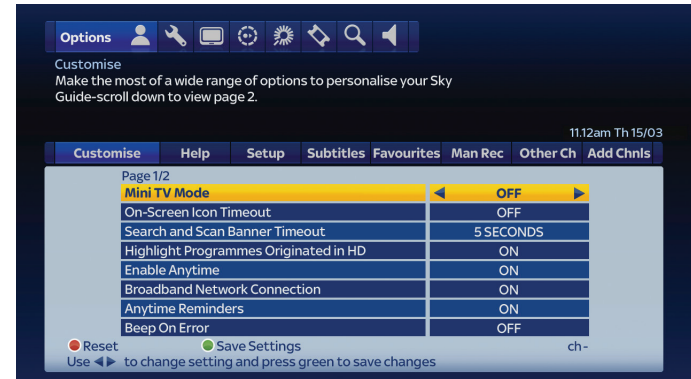 Options
Customise
Make the most of a wide range of options to personalise your Sky
Guide-scroll down to view page 2.
11.12am Th 15/03
Customise Help Setup Subtitles Favourites Man Rec Other Ch Add Chnls
Page 1/2
Mini TV Mode OFF
On-Screen Icon Timeout OFF
Search and Scan Banner Timeout 5 SECONDS
Highlight Programmes Originated in HD ON
Enable Anytime ON
Broadband Network Connection ON
Anytime Reminders ON
Beep On Error OFF
Reset Save Settings ch-
Use ◀ ▶ to change setting and press green to save changes